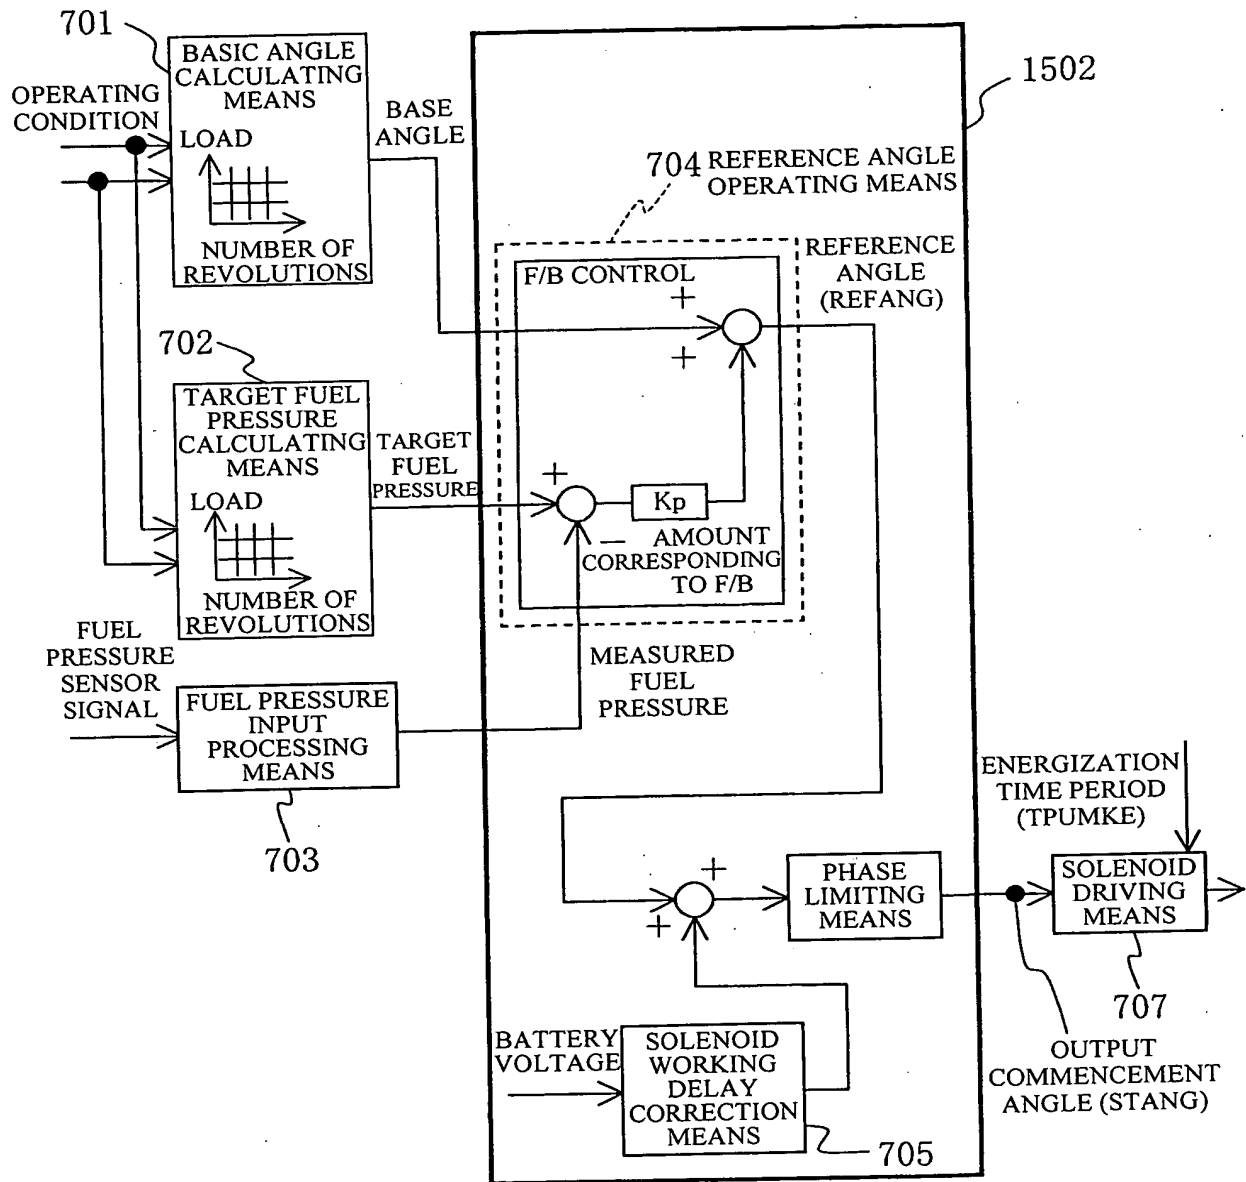 701
BASIC ANGLE
CALCULATING
MEANS
LOAD
NUMBER OF
REVOLUTIONS
OPERATING
CONDITION
BASE
ANGLE
1502
704
REFERENCE ANGLE
OPERATING MEANS
F/B CONTROL
+
+
REFERENCE
ANGLE
(REFANG)
702
TARGET FUEL
PRESSURE
CALCULATING
MEANS
LOAD
NUMBER OF
REVOLUTIONS
TARGET
FUEL
PRESSURE
+
−
Kp
AMOUNT
CORRESPONDING
TO F/B
FUEL
PRESSURE
SENSOR
SIGNAL
FUEL PRESSURE
INPUT
PROCESSING
MEANS
703
MEASURED
FUEL
PRESSURE
+
+
PHASE
LIMITING
MEANS
ENERGIZATION
TIME PERIOD
(TPUMKE)
SOLENOID
DRIVING
MEANS
707
OUTPUT
COMMENCEMENT
ANGLE (STANG)
BATTERY
VOLTAGE
SOLENOID
WORKING
DELAY
CORRECTION
MEANS
705